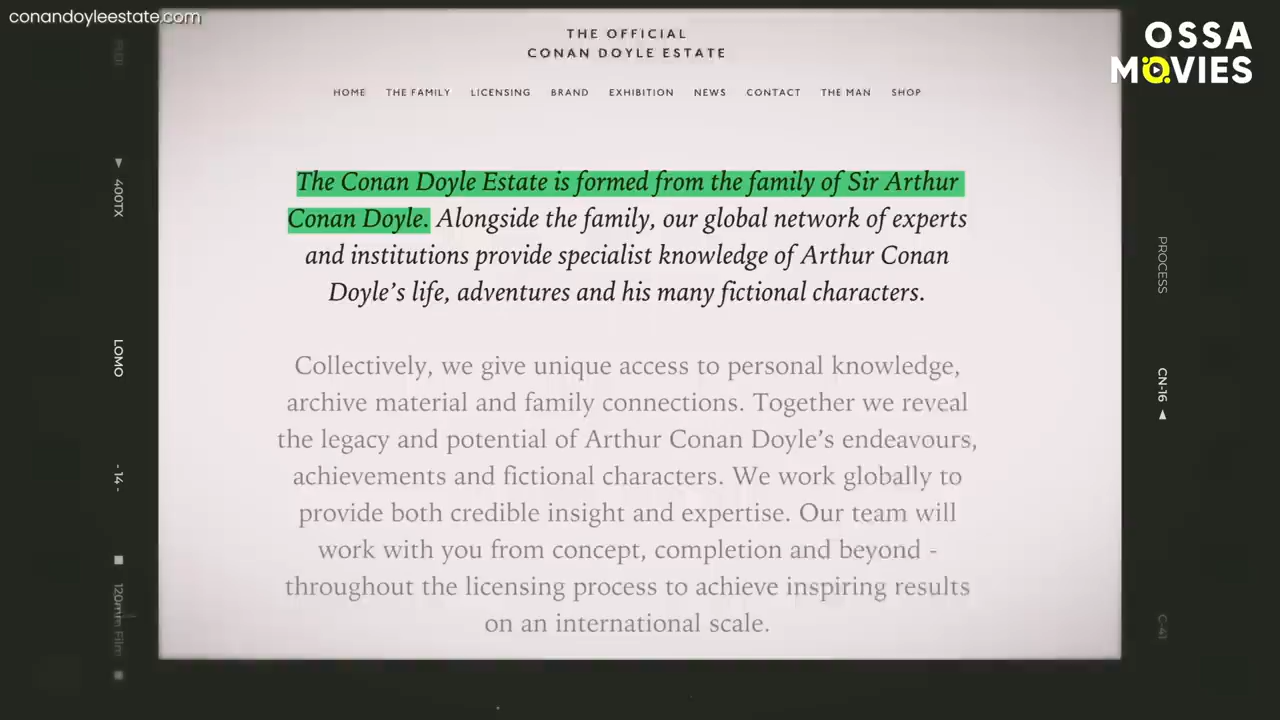 conandoyleestate.com
OSSA
MOVIES
THE OFFICIAL
CONAN DOYLE ESTATE
HOME THE FAMILY LICENSING BRAND EXHIBITION NEWS CONTACT THE MAN SHOP
The Conan Doyle Estate is formed from the family of Sir Arthur
Conan Doyle. Alongside the family, our global network of experts
and institutions provide specialist knowledge of Arthur Conan
Doyle’s life, adventures and his many fictional characters.
Collectively, we give unique access to personal knowledge,
archive material and family connections. Together we reveal
the legacy and potential of Arthur Conan Doyle’s endeavours,
achievements and fictional characters. We work globally to
provide both credible insight and expertise. Our team will
work with you from concept, completion and beyond -
throughout the licensing process to achieve inspiring results
on an international scale.
400TX
LOMO
- 14 -
120mm Film
PROCESS
CN-16
C-41